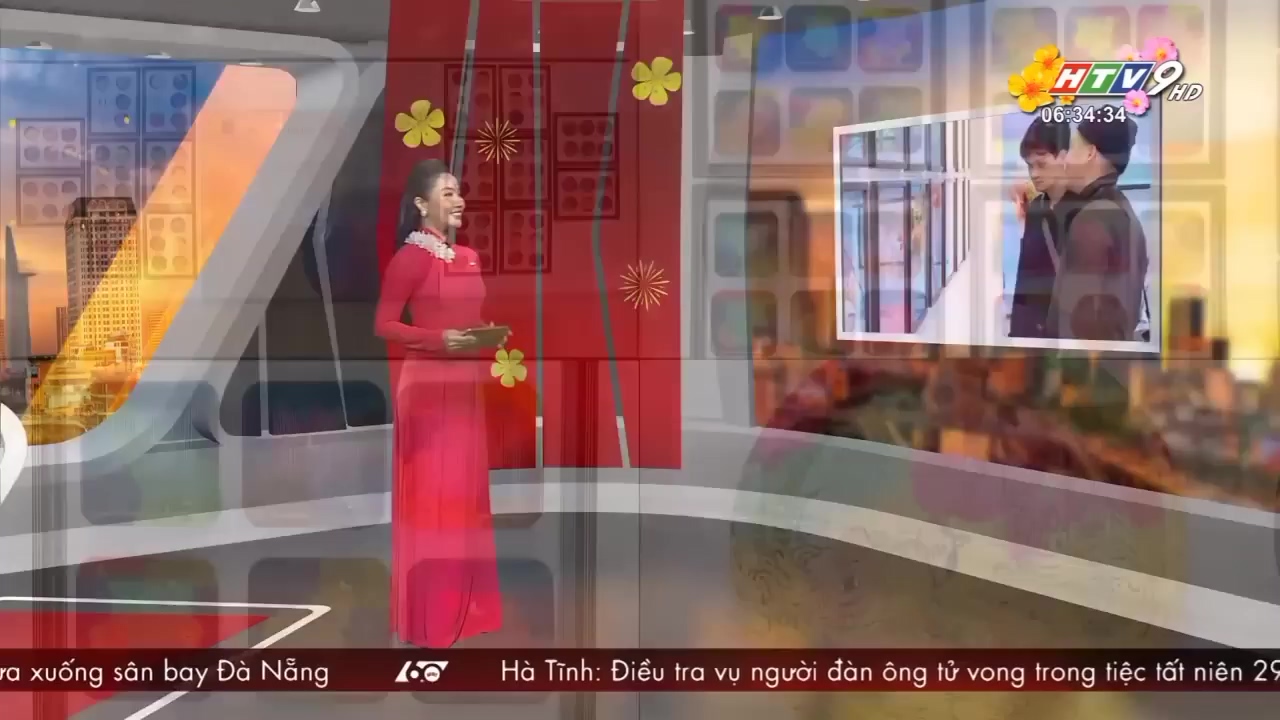 HTV9 HD
06:34:34
xuống sân bay Đà Nẵng
60
Hà Tĩnh: Điều tra vụ người đàn ông tử vong trong tiệc tất niên 29